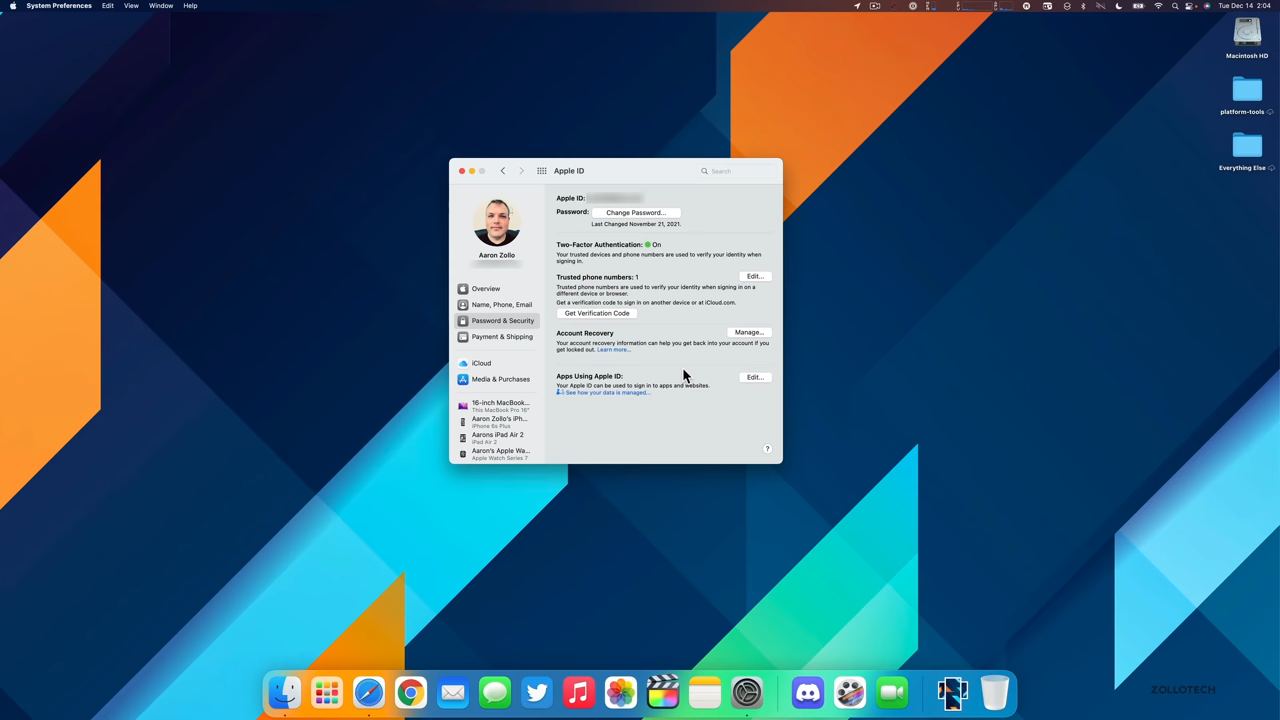 System Preferences Edit View Window Help
Tue Dec 14 2:04
Macintosh HD
platform-tools
Everything Else
Apple ID
Search
Aaron Zollo
Overview
Name, Phone, Email
Password & Security
Payment & Shipping
iCloud
Media & Purchases
16-inch MacBook...
This MacBook Pro 16"
Aaron Zollo's iPh...
iPhone 6s Plus
Aarons iPad Air 2
iPad Air 2
Aaron's Apple Wa...
Apple Watch Series 7
Apple ID:
Password: Change Password...
Last Changed November 21, 2021.
Two-Factor Authentication: On
Your trusted devices and phone numbers are used to verify your identity when
signing in.
Trusted phone numbers: 1 Edit...
Trusted phone numbers are used to verify your identity when signing in on a
different device or browser.
Get a verification code to sign in on another device or at iCloud.com.
Get Verification Code
Account Recovery Manage...
Your account recovery information can help you get back into your account if you
get locked out. Learn more...
Apps Using Apple ID: Edit...
Your Apple ID can be used to sign in to apps and websites.
See how your data is managed...
?
ZOLLOTECH